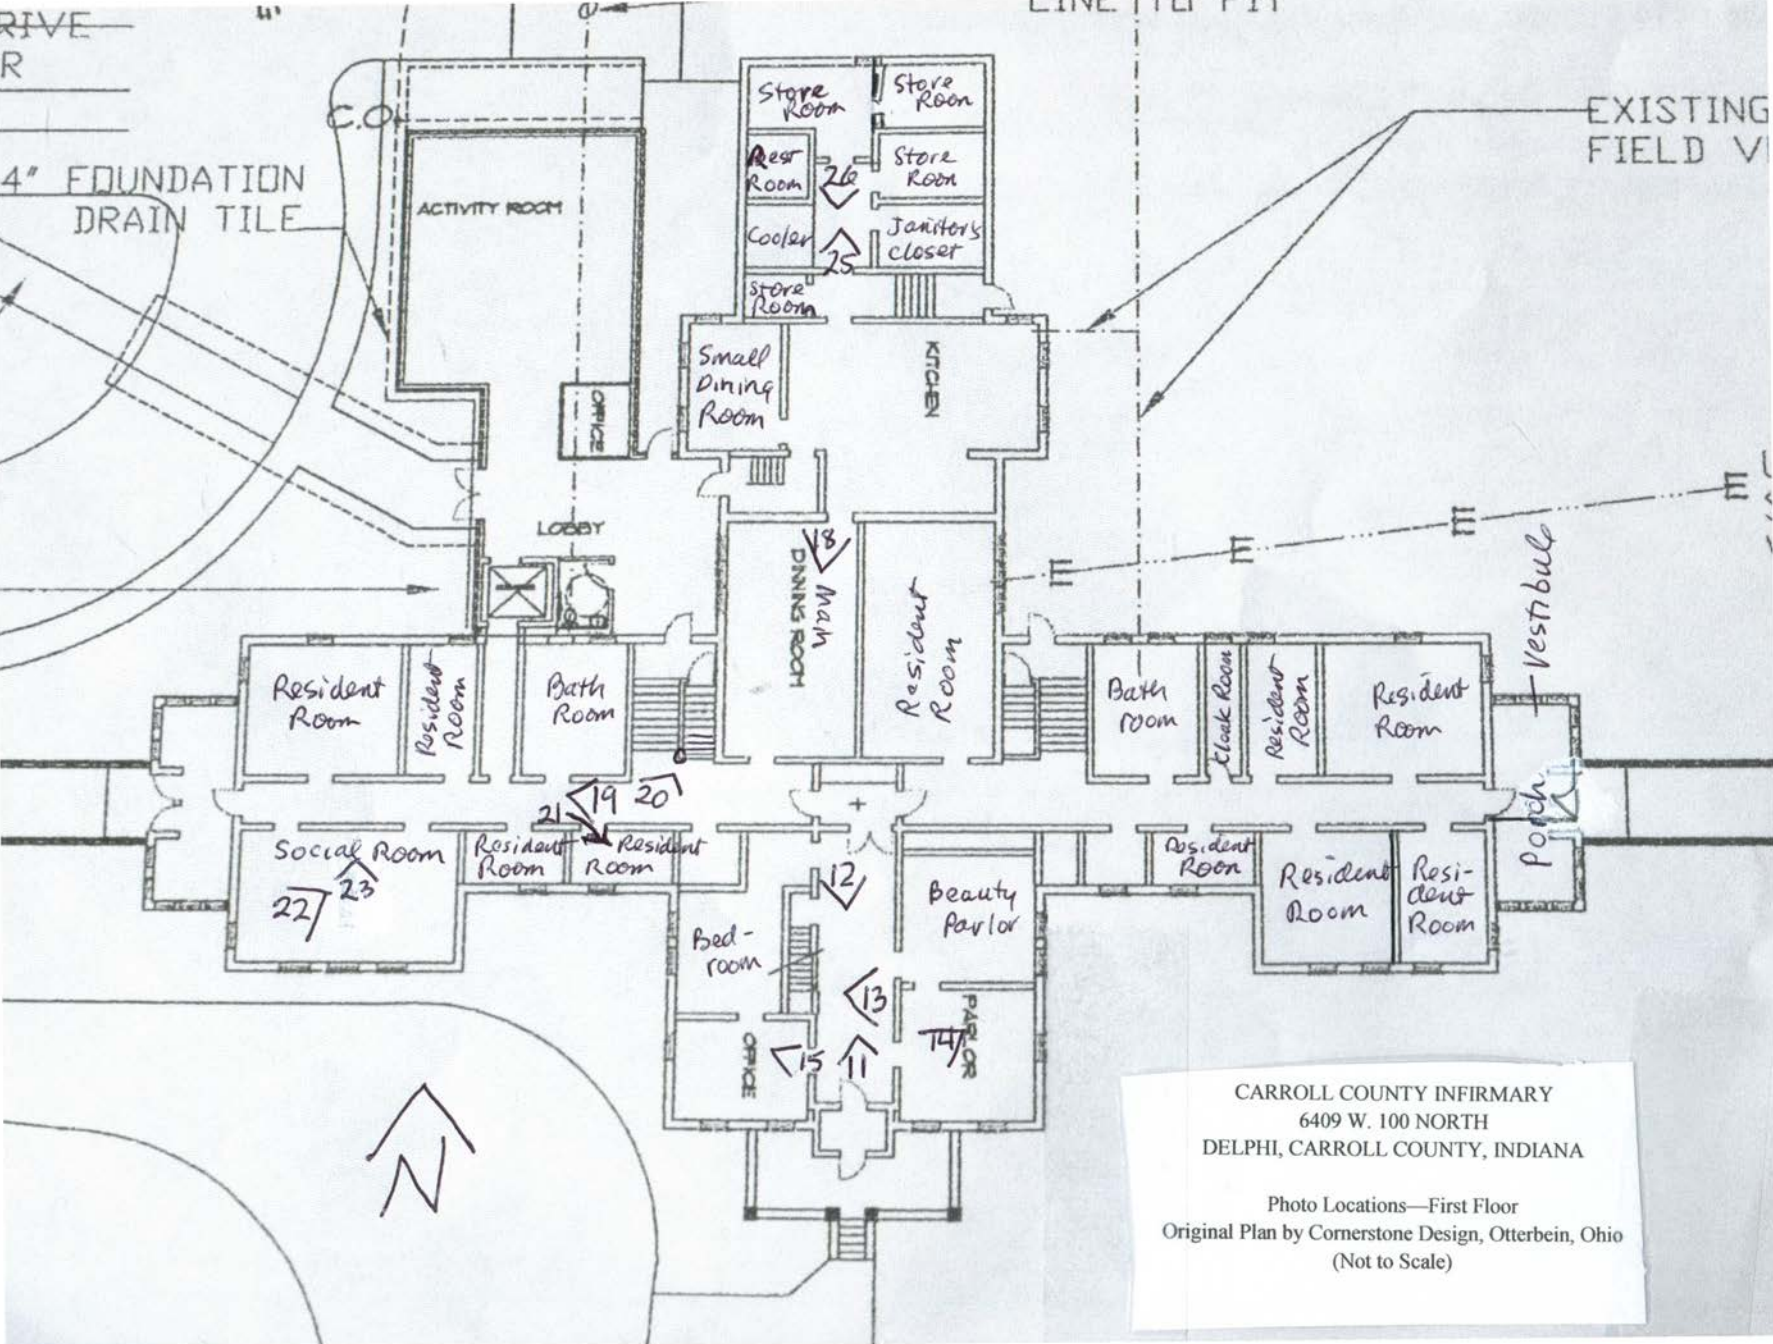 RIVE
R
LINE TO PIT
C.O.
4" FOUNDATION
DRAIN TILE
ACTIVITY ROOM
OFFICE
LOBBY
Store
Room
Store
Room
Rest
Room
26
Store
Room
Cooler
25
Janitor's
closet
Store
Room
Small
Dining
Room
KITCHEN
EXISTING
FIELD V
E
E
E
E
18
Main
DINING ROOM
Resident
Room
Resident
Room
Resident
Room
Bath
Room
Bath
room
Cloak Room
Resident
Room
Resident
Room
Vestibule
Porch
21
19
20
Social Room
22
23
Resident
Room
Resident
Room
12
Bed-
room
Beauty
Parlor
13
11
14
PARLOR
15
OFFICE
Resident
Room
Resident
Room
Resi-
dent
Room
N
CARROLL COUNTY INFIRMARY
6409 W. 100 NORTH
DELPHI, CARROLL COUNTY, INDIANA
Photo Locations—First Floor
Original Plan by Cornerstone Design, Otterbein, Ohio
(Not to Scale)